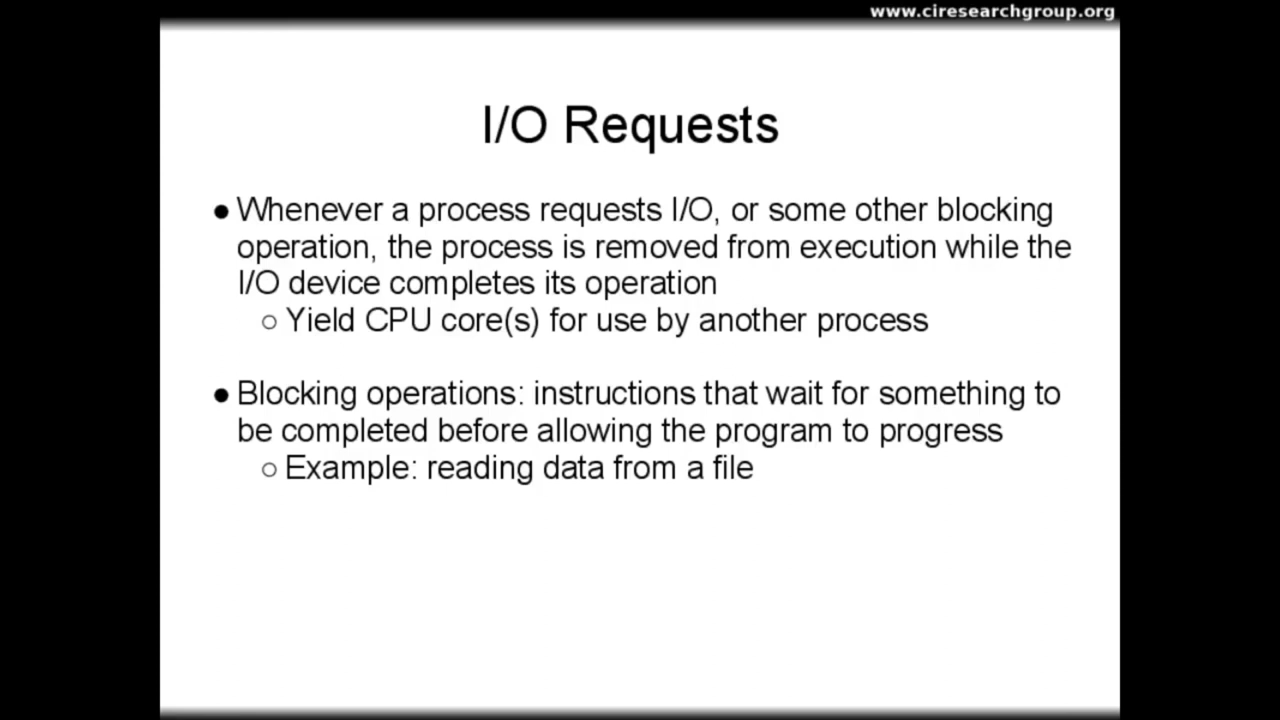 www.ciresearchgroup.org
I/O Requests
● Whenever a process requests I/O, or some other blocking
operation, the process is removed from execution while the
I/O device completes its operation
○ Yield CPU core(s) for use by another process
● Blocking operations: instructions that wait for something to
be completed before allowing the program to progress
○ Example: reading data from a file